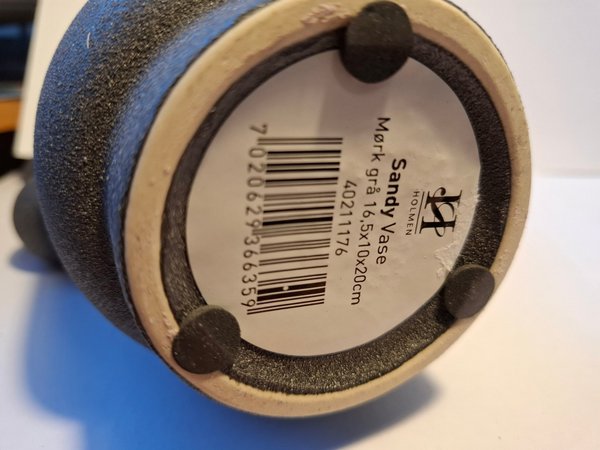 HOLMEN
Sandy Vase
Mørk grå 16,5x10x20cm
40211176
7020629366359